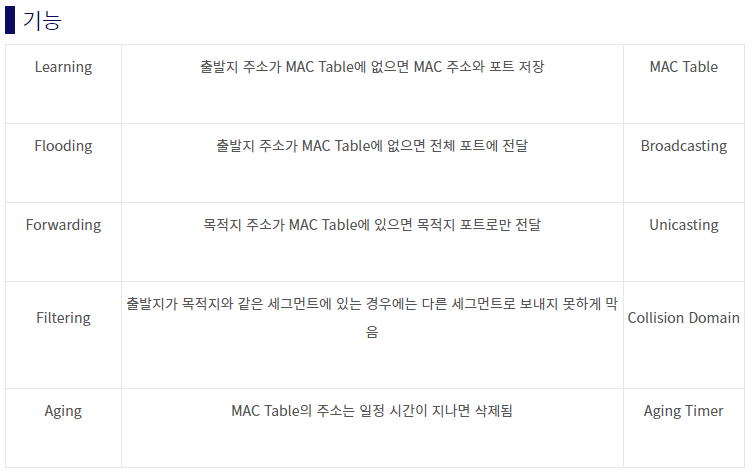 기능
Learning 출발지 주소가 MAC Table에 없으면 MAC 주소와 포트 저장 MAC Table
Flooding 출발지 주소가 MAC Table에 없으면 전체 포트에 전달 Broadcasting
Forwarding 목적지 주소가 MAC Table에 있으면 목적지 포트로만 전달 Unicasting
Filtering 출발지가 목적지와 같은 세그먼트에 있는 경우에는 다른 세그먼트로 보내지 못하게 막
음 Collision Domain
Aging MAC Table의 주소는 일정 시간이 지나면 삭제됨 Aging Timer